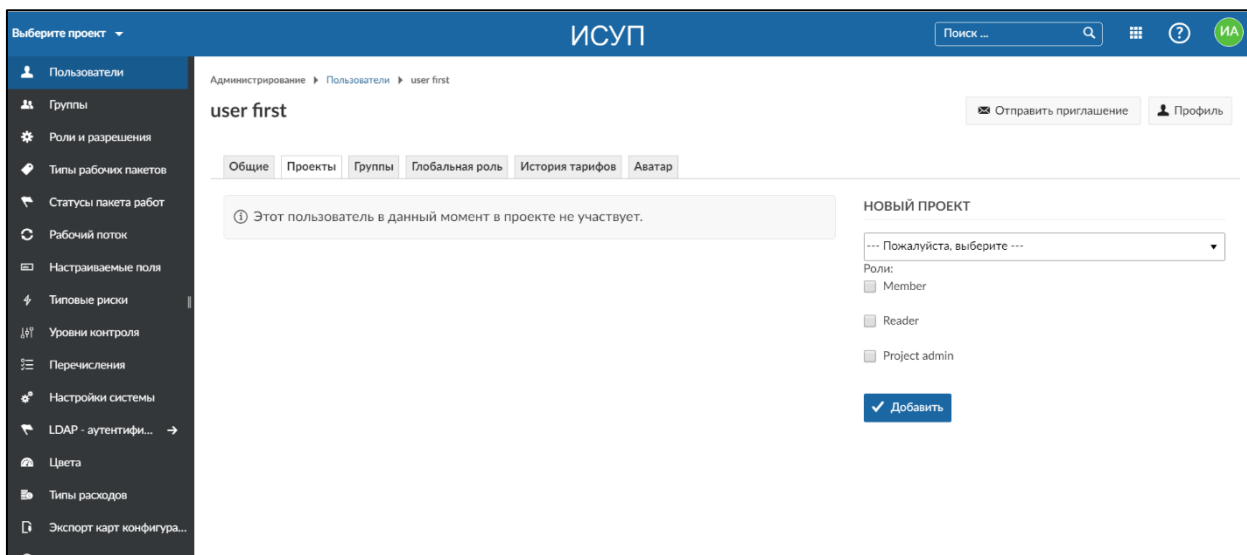 Выберите проект
ИСУП
Поиск ...
ИА
Пользователи
Группы
Роли и разрешения
Типы рабочих пакетов
Статусы пакета работ
Рабочий поток
Настраиваемые поля
Типовые риски
Уровни контроля
Перечисления
Настройки системы
LDAP - аутентифи...
Цвета
Типы расходов
Экспорт карт конфигура...
Администрирование Пользователи user first
user first
Отправить приглашение Профиль
Общие Проекты Группы Глобальная роль История тарифов Аватар
Этот пользователь в данный момент в проекте не участвует.
НОВЫЙ ПРОЕКТ
--- Пожалуйста, выберите ---
Роли:
Member
Reader
Project admin
Добавить